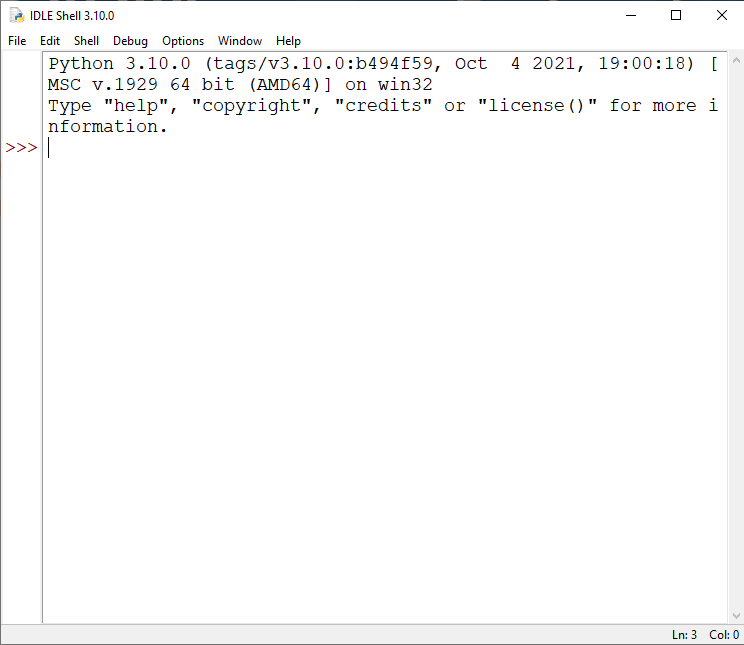 IDLE Shell 3.10.0
File Edit Shell Debug Options Window Help
Python 3.10.0 (tags/v3.10.0:b494f59, Oct  4 2021, 19:00:18) [
MSC v.1929 64 bit (AMD64)] on win32
Type "help", "copyright", "credits" or "license()" for more i
nformation.
>>>
Ln: 3 Col: 0